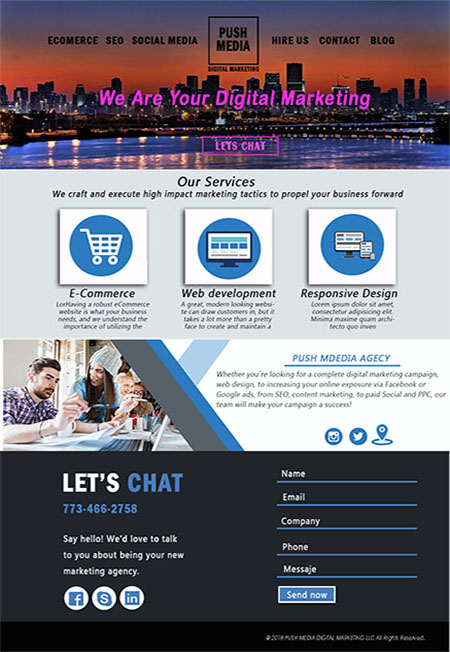 ECOMERCE SEO SOCIAL MEDIA PUSH MEDIA HIRE US CONTACT BLOG
DIGITAL MARKETING
We Are Your Digital Marketing
LETS CHAT
Our Services
We craft and execute high impact marketing tactics to propel your business forward
E-Commerce
LorHaving a robust eCommerce
website is what your business
needs, and we understand the
importance of utilizing the
Web development
A great, modern looking websi-
te can draw customers in, but it
takes a lot more than a pretty
face to create and maintain a
Responsive Design
Lorem ipsum dolor sit amet,
consectetur adipisicing elit.
Minima maxime quam archi-
tecto quo inven
PUSH MDEDIA AGECY
Whether you're looking for a complete digital marketing campaign,
web design, to increasing your online exposure via Facebook or
Google ads, from SEO, content marketing, to paid Social and PPC, our
team will make your campaign a success!
LET'S CHAT
773-466-2758
Say hello! We'd love to talk
to you about being your new
marketing agency.
Name
Email
Company
Phone
Messaje
Send now
© 2019 PUSH MEDIA DIGITAL MARKETING LLC All Rights Reserved.